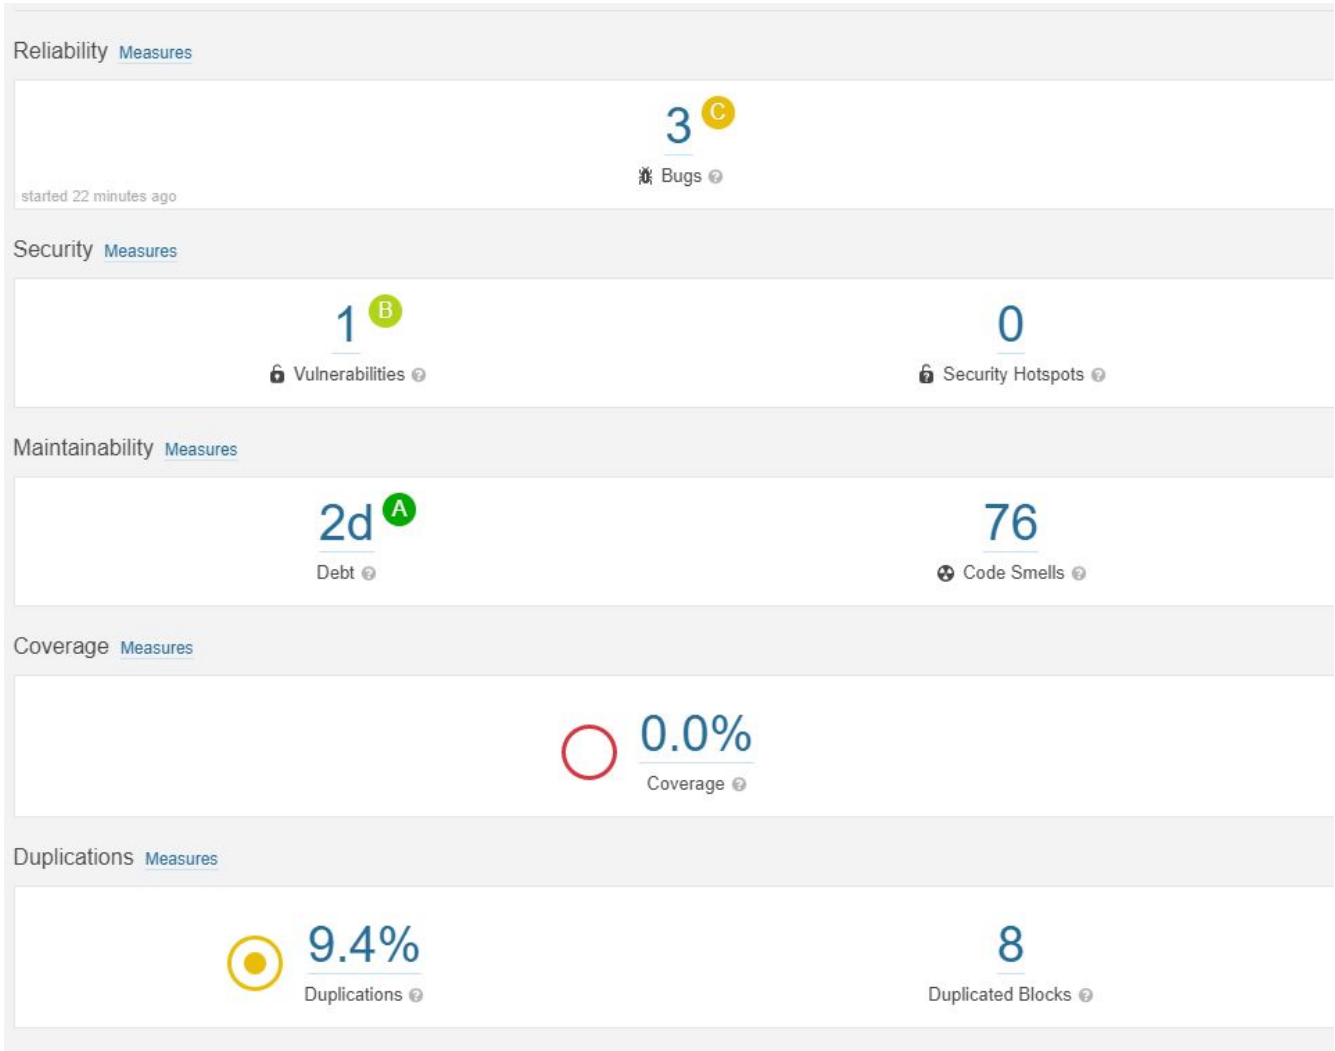 Reliability Measures
3 C
Bugs ?
started 22 minutes ago
Security Measures
1 B
Vulnerabilities ?
0
Security Hotspots ?
Maintainability Measures
2d A
Debt ?
76
Code Smells ?
Coverage Measures
0.0%
Coverage ?
Duplications Measures
9.4%
Duplications ?
8
Duplicated Blocks ?